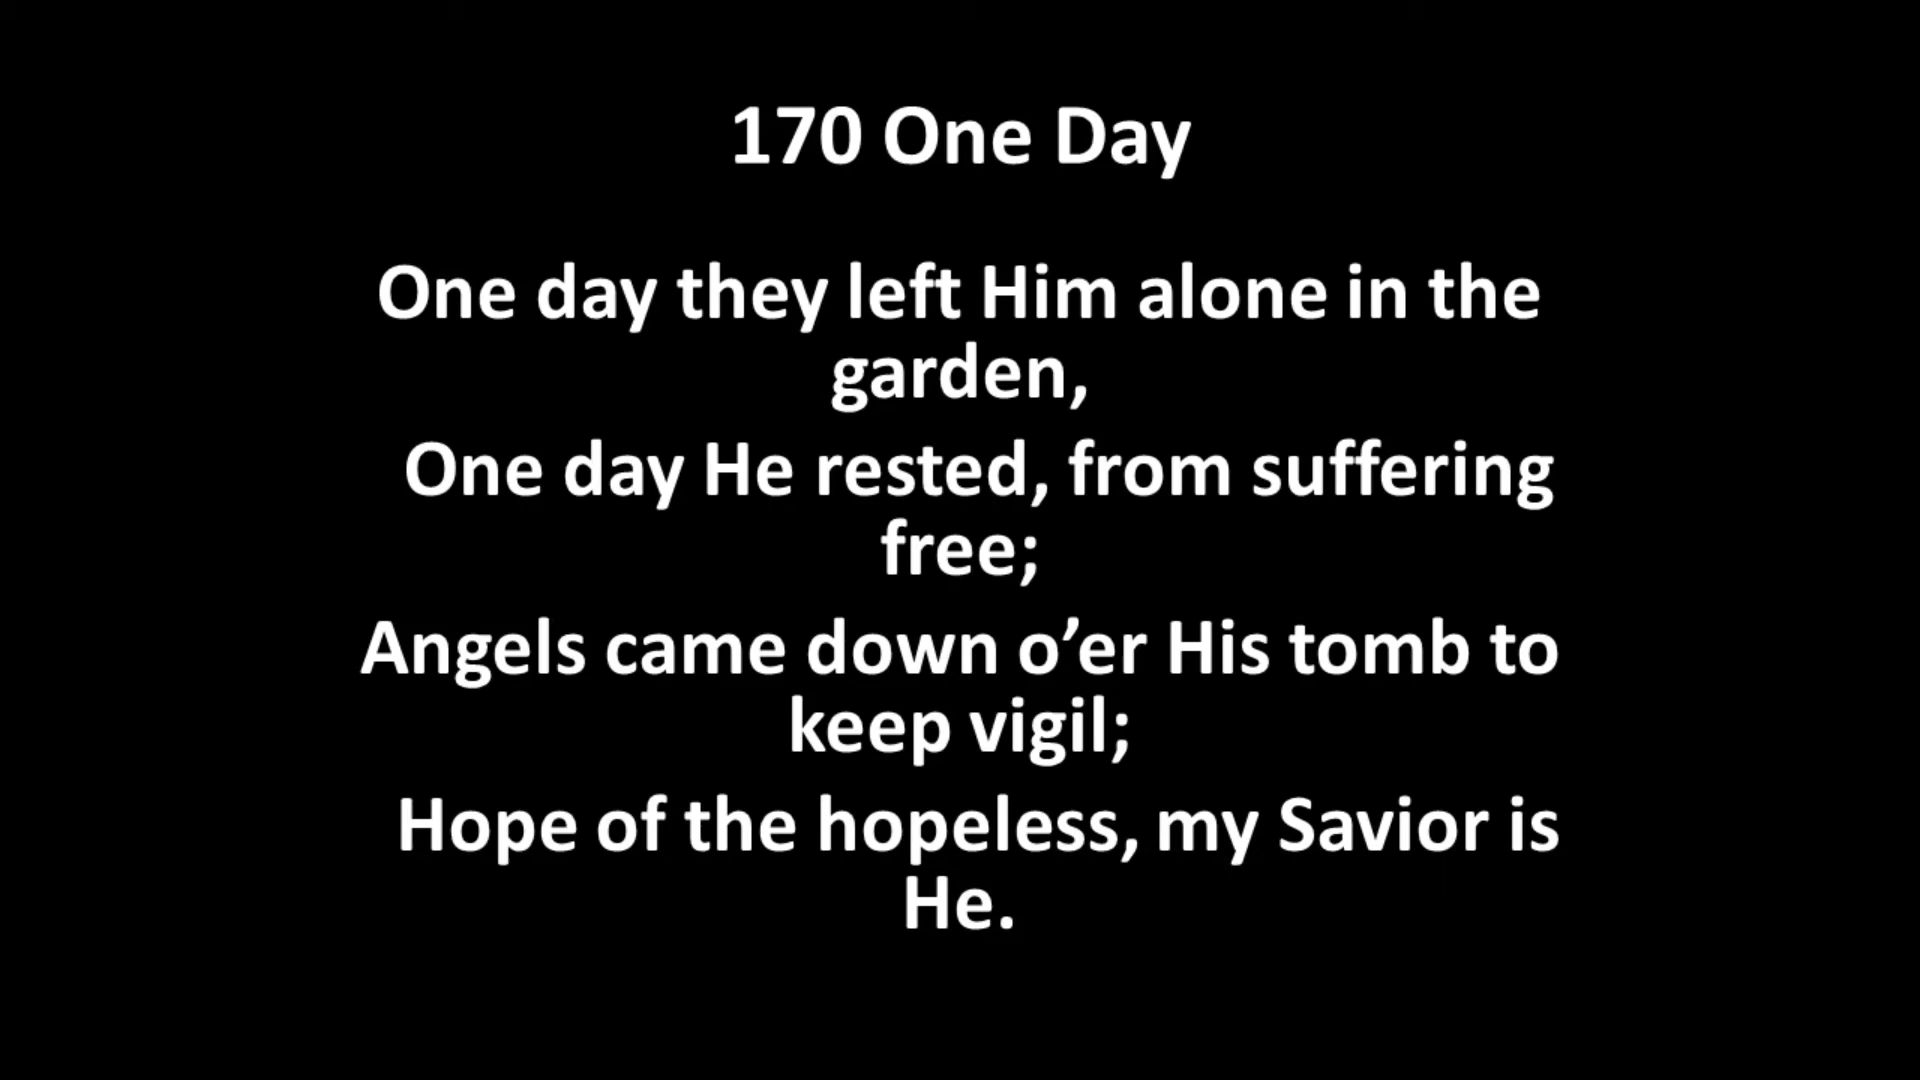 170 One Day
One day they left Him alone in the
garden,
One day He rested, from suffering
free;
Angels came down o’er His tomb to
keep vigil;
Hope of the hopeless, my Savior is
He.